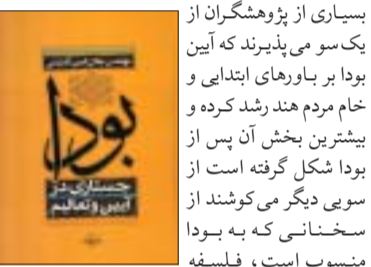 بسیاری از پژوهشگران از
یک سو می‌پذیرند که آیین
بودا بر باورهای ابتدایی و
خام مردم هند رشد کرده و
بیشترین بخش آن پس از
بودا شکل گرفته است از
سویی دیگر می‌کوشند از
سخنانی که به بودا
منسوب است، فلسفه
بودا
جستاری در
آیین و تعالیم